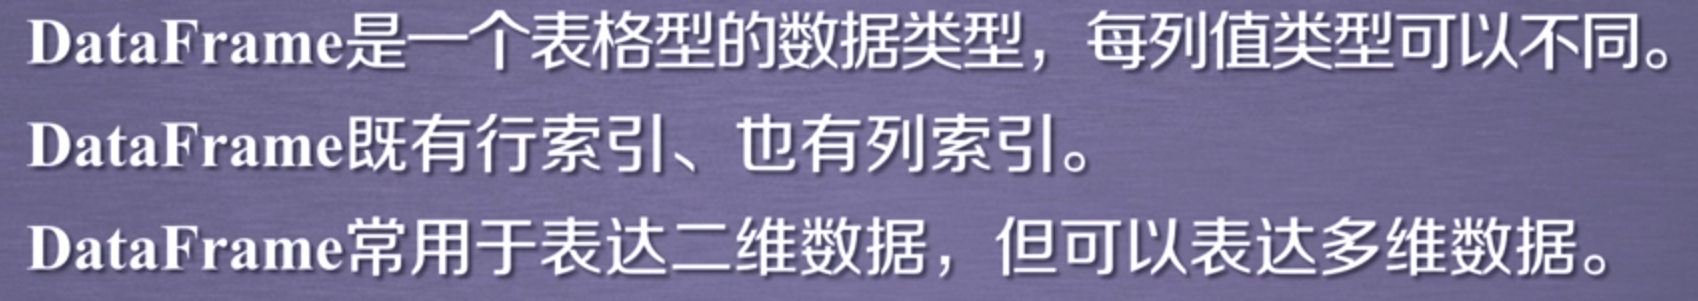 DataFrame是一个表格型的数据类型，每列值类型可以不同。
DataFrame既有行索引、也有列索引。
DataFrame常用于表达二维数据，但可以表达多维数据。